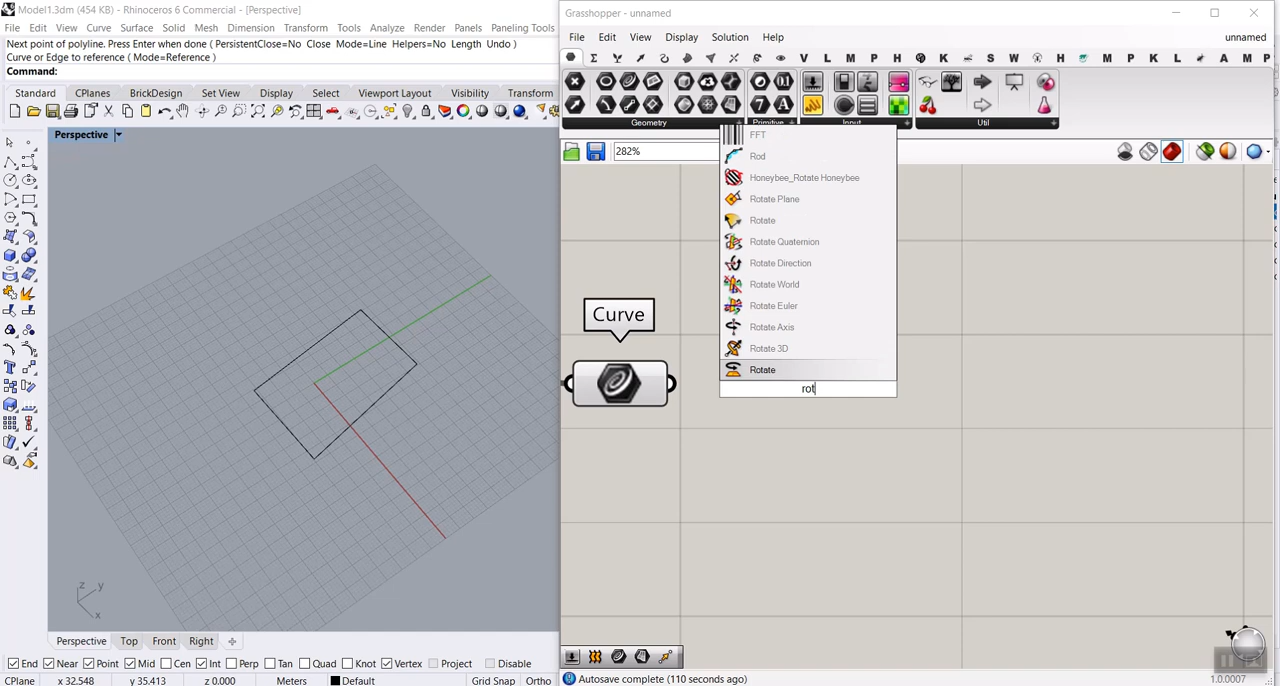 Model1.3dm (454 KB) - Rhinoceros 6 Commercial - [Perspective]
File Edit View Curve Surface Solid Mesh Dimension Transform Tools Analyze Render Panels Paneling Tools
Next point of polyline. Press Enter when done ( PersistentClose=No Close Mode=Line Helpers=No Length Undo )
Curve or Edge to reference ( Mode=Reference )
Command:
Standard CPlanes BrickDesign Set View Display Select Viewport Layout Visibility Transform
Perspective
z y
x
Perspective Top Front Right
End Near Point Mid Cen Int Perp Tan Quad Knot Vertex Project Disable
CPlane x 32.548 y 35.413 z 0.000 Meters Default Grid Snap Ortho
Grasshopper - unnamed
File Edit View Display Solution Help unnamed
V L M P H K S W H M P K L A M P
Geometry Primitive Input Util
282%
FFT
Rod
Honeybee_Rotate Honeybee
Rotate Plane
Rotate
Rotate Quaternion
Rotate Direction
Rotate World
Rotate Euler
Rotate Axis
Rotate 3D
Rotate
rot
Curve
Autosave complete (110 seconds ago) 1.0.0007